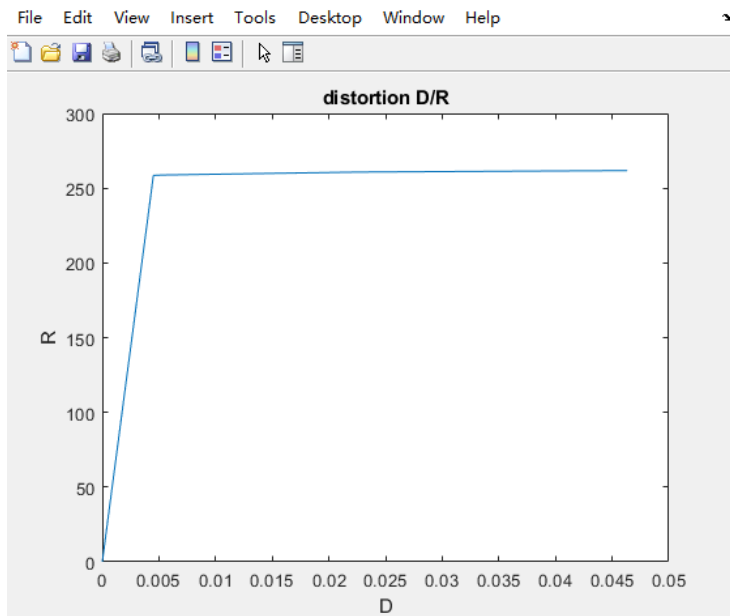 File Edit View Insert Tools Desktop Window Help
distortion D/R
300
250
200
150
100
50
0
R
0 0.005 0.01 0.015 0.02 0.025 0.03 0.035 0.04 0.045 0.05
D